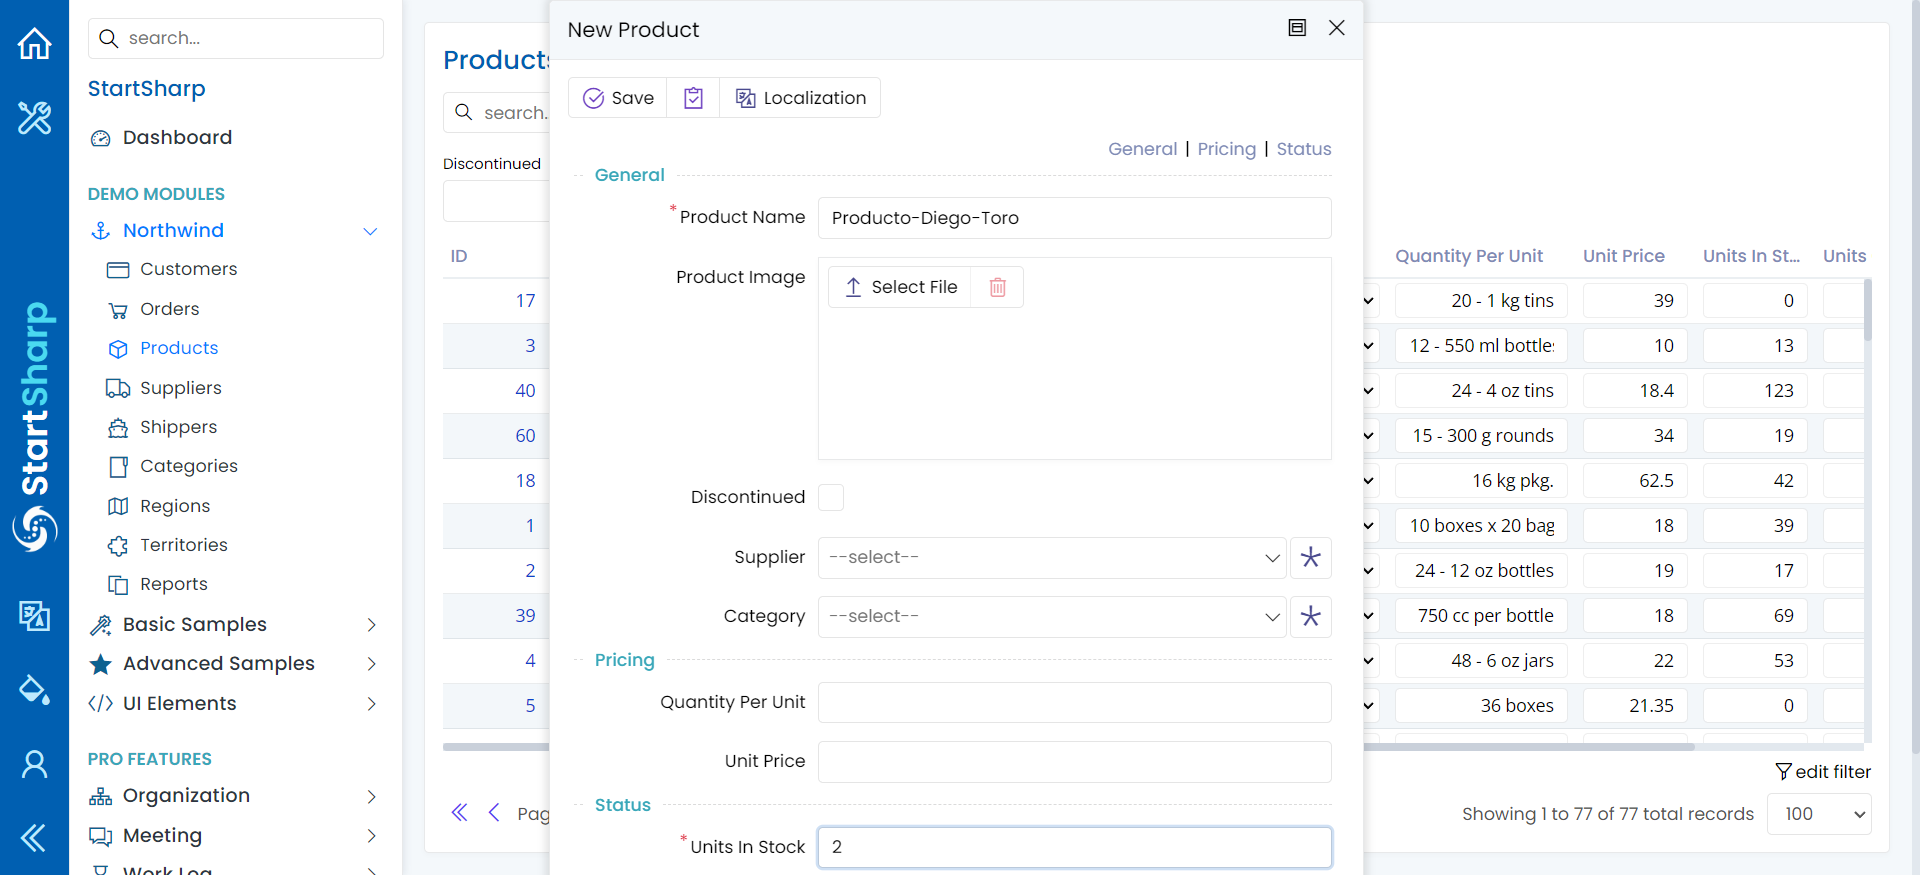 search...
StartSharp
Dashboard
DEMO MODULES
Northwind
Customers
Orders
Products
Suppliers
Shippers
Categories
Regions
Territories
Reports
Basic Samples
Advanced Samples
UI Elements
PRO FEATURES
Organization
Meeting
Work Log
StartSharp
Products
search...
Discontinued
ID
17
3
40
60
18
1
2
39
4
5
New Product
Save
Localization
General | Pricing | Status
General
* Product Name Producto-Diego-Toro
Product Image
Select File
Discontinued
Supplier --select--
Category --select--
Pricing
Quantity Per Unit
Unit Price
Status
* Units In Stock 2
Quantity Per Unit Unit Price Units In St... Units
20 - 1 kg tins 39 0
12 - 550 ml bottles 10 13
24 - 4 oz tins 18.4 123
15 - 300 g rounds 34 19
16 kg pkg. 62.5 42
10 boxes x 20 bag 18 39
24 - 12 oz bottles 19 17
750 cc per bottle 18 69
48 - 6 oz jars 22 53
36 boxes 21.35 0
edit filter
Pag
Showing 1 to 77 of 77 total records 100